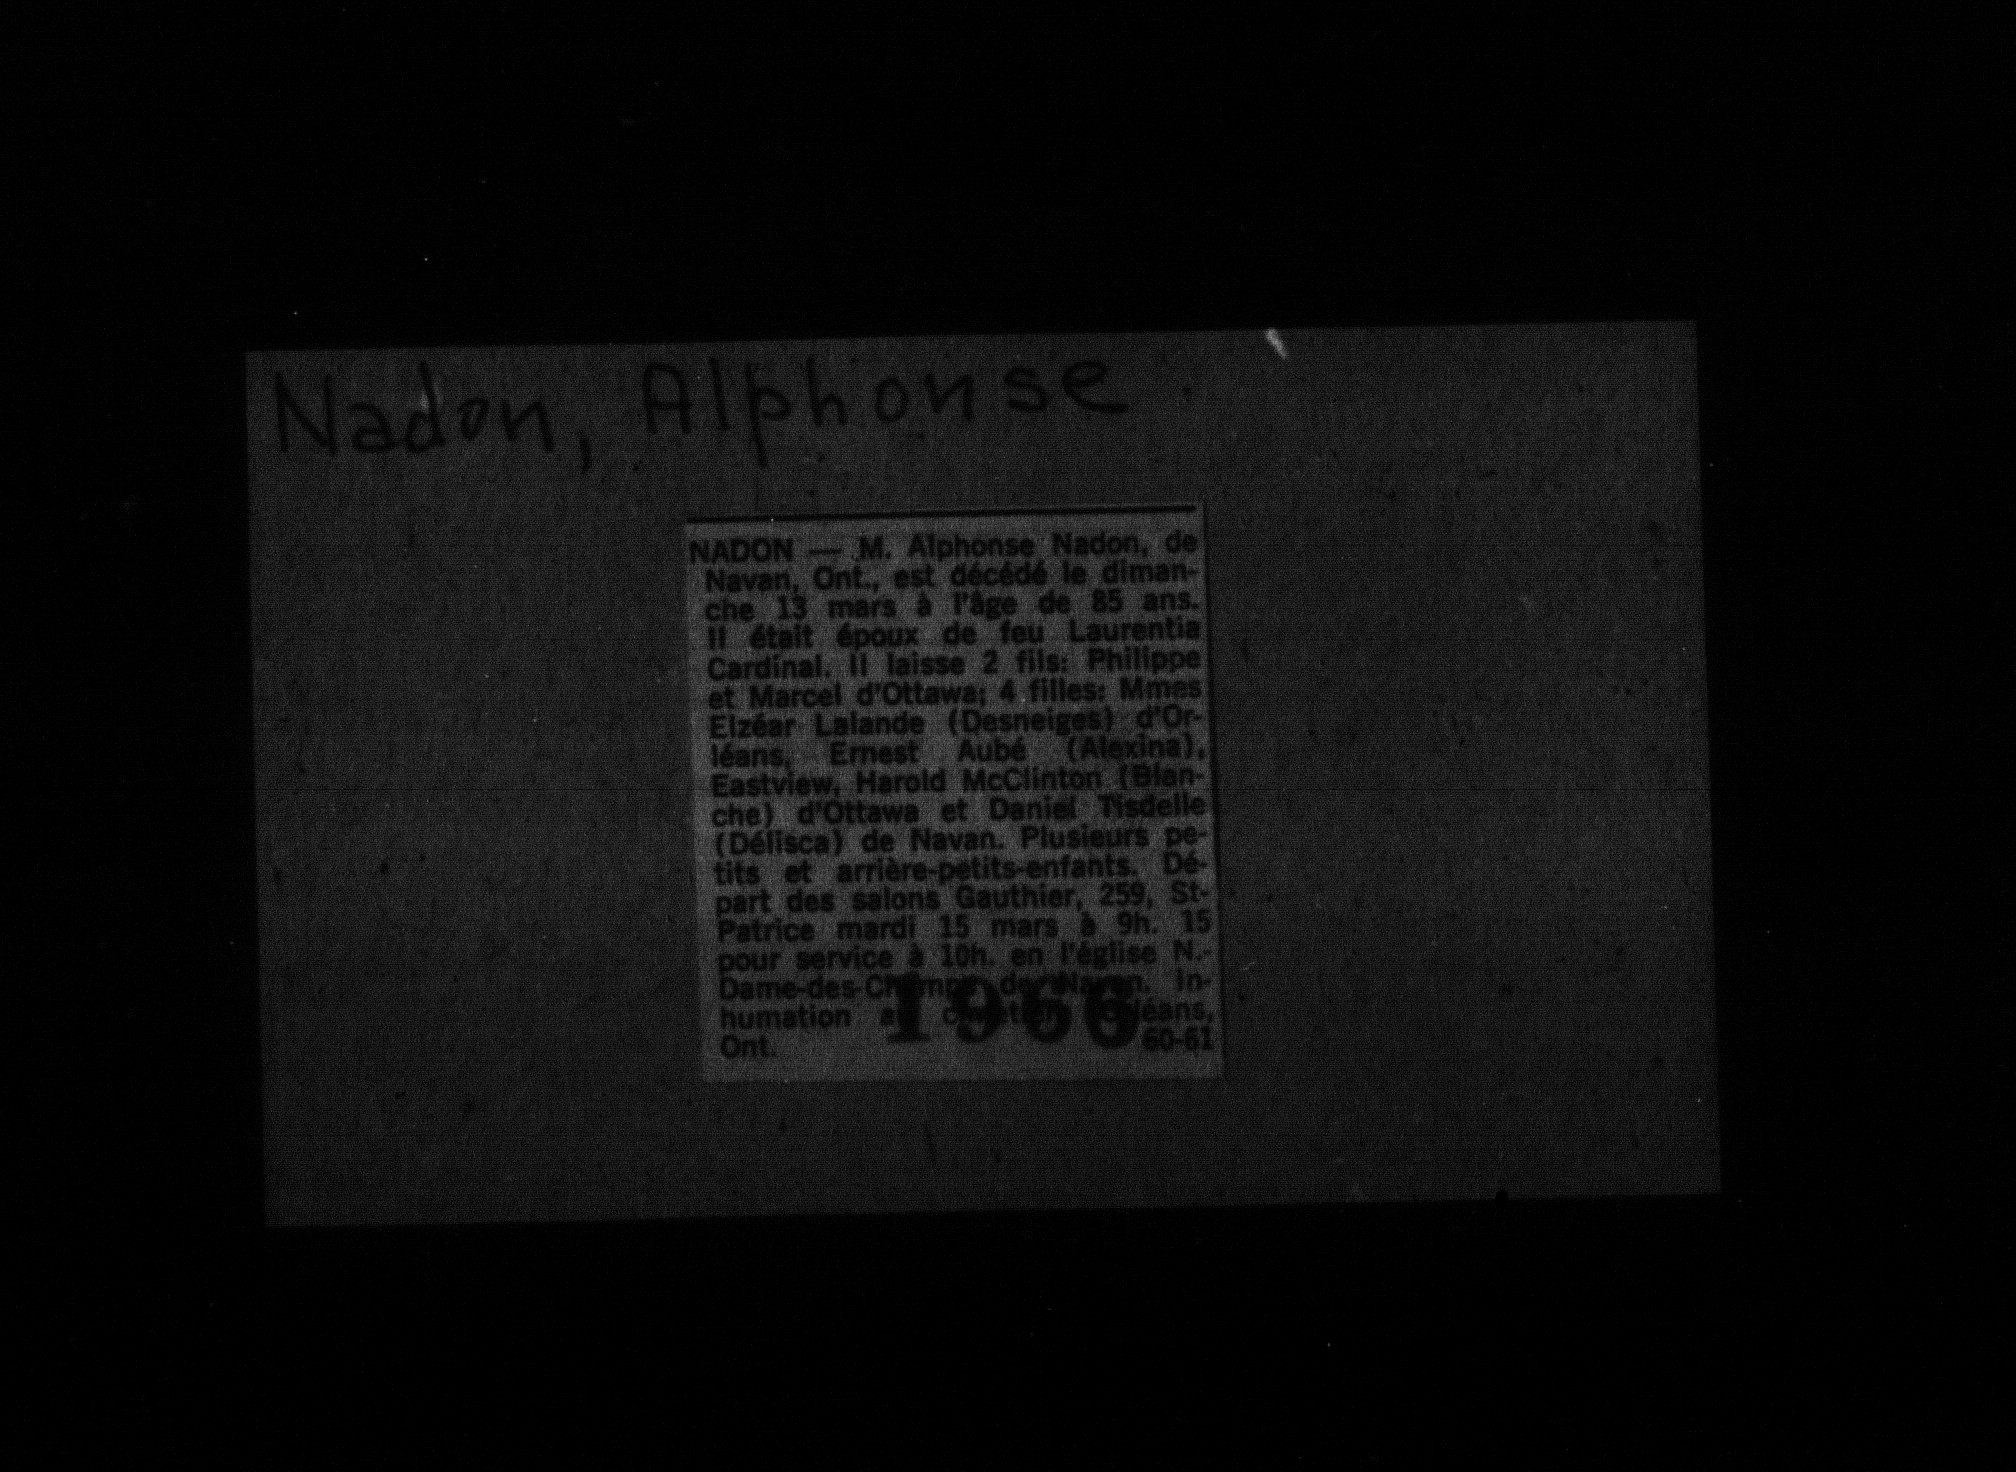 Nadon, Alphonse
NADON — M. Alphonse Nadon, de
Navan, Ont., est décédé le diman-
che 13 mars à l'âge de 85 ans.
Il était époux de feu Laurentia
Cardinal. Il laisse 2 fils: Philippe
et Marcel d'Ottawa; 4 filles: Mmes
Elzéar Lalande (Desneiges) d'Or-
léans, Ernest Aubé (Alexina),
Eastview, Harold McClinton (Blan-
che) d'Ottawa et Daniel Tisdelle
(Délisca) de Navan. Plusieurs pe-
tits et arrière-petits-enfants. Dé-
part des salons Gauthier, 259, St-
Patrice mardi 15 mars à 9h. 15
pour service à 10h. en l'église N.-
Dame-des-Champs de Navan. In-
humation léans,
Ont. 60-61
1966